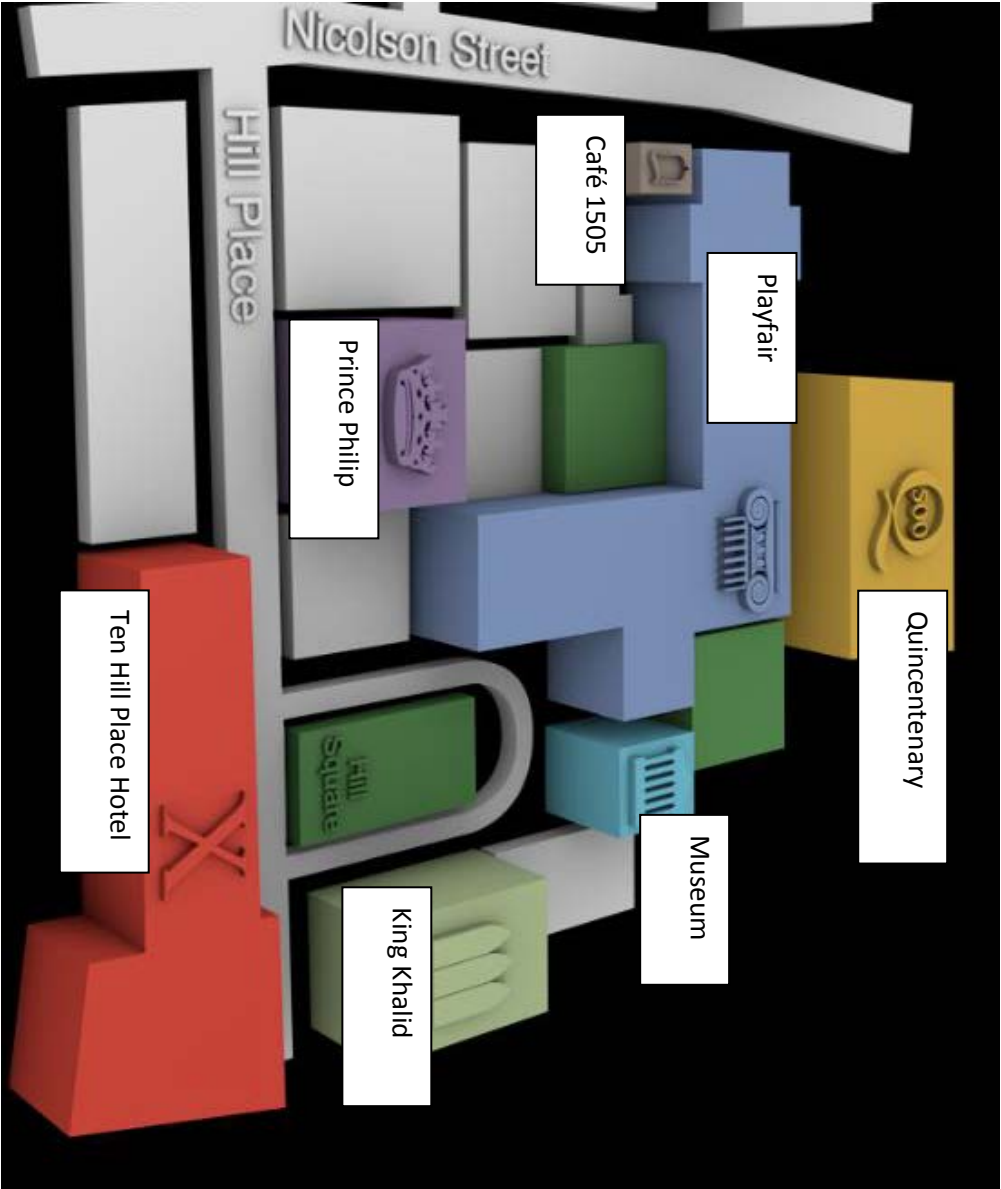 Nicolson Street
Hill Place
Café 1505
Playfair
Prince Philip
500
Quincentenary
Ten Hill Place Hotel
X
Hill
Square
Museum
King Khalid